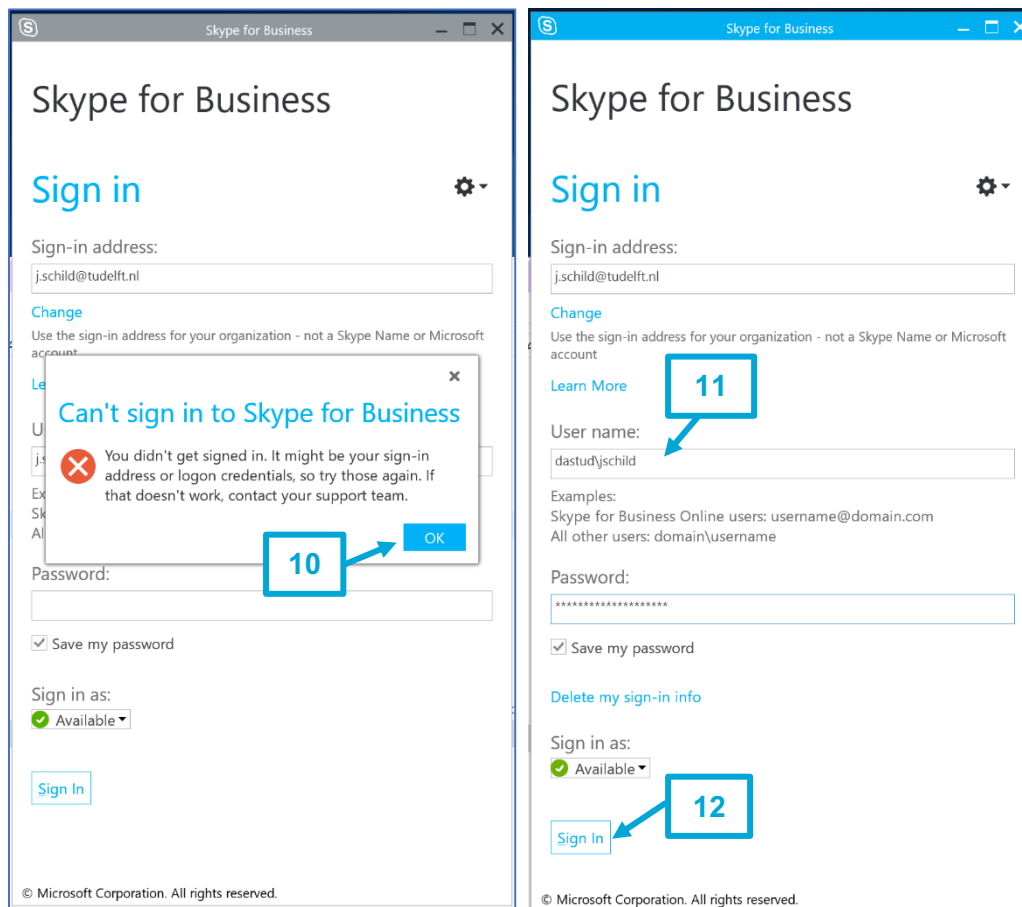 Skype for Business
Skype for Business
Sign in
Sign-in address:
j.schild@tudelft.nl
Change
Use the sign-in address for your organization - not a Skype Name or Microsoft
account
Le
Can't sign in to Skype for Business
You didn't get signed in. It might be your sign-in
address or logon credentials, so try those again. If
that doesn't work, contact your support team.
OK
10
U
j.s
Ex
Sk
Al
Password:
Save my password
Sign in as:
Available
Sign In
© Microsoft Corporation. All rights reserved.
Skype for Business
Skype for Business
Sign in
Sign-in address:
j.schild@tudelft.nl
Change
Use the sign-in address for your organization - not a Skype Name or Microsoft
account
Learn More
11
User name:
dastud\jschild
Examples:
Skype for Business Online users: username@domain.com
All other users: domain\username
Password:
********************
Save my password
Delete my sign-in info
Sign in as:
Available
12
Sign In
© Microsoft Corporation. All rights reserved.